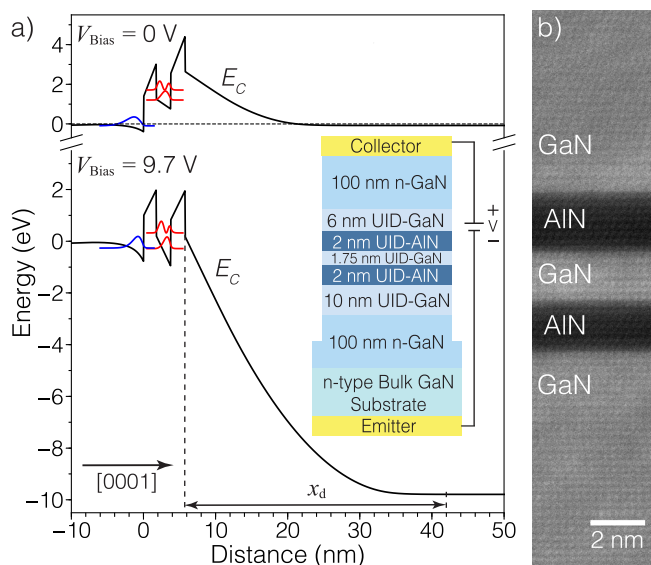 a)
V_Bias = 0 V
E_C
4
2
0
V_Bias = 9.7 V
E_C
2
0
−2
−4
−6
−8
−10
Energy (eV)
Collector
100 nm n-GaN
6 nm UID-GaN
2 nm UID-AlN
1.75 nm UID-GaN
2 nm UID-AlN
10 nm UID-GaN
100 nm n-GaN
n-type Bulk GaN
Substrate
Emitter
+
V
−
[0001]
x_d
−10
0
10
20
30
40
50
Distance (nm)
b)
GaN
AlN
GaN
AlN
GaN
2 nm